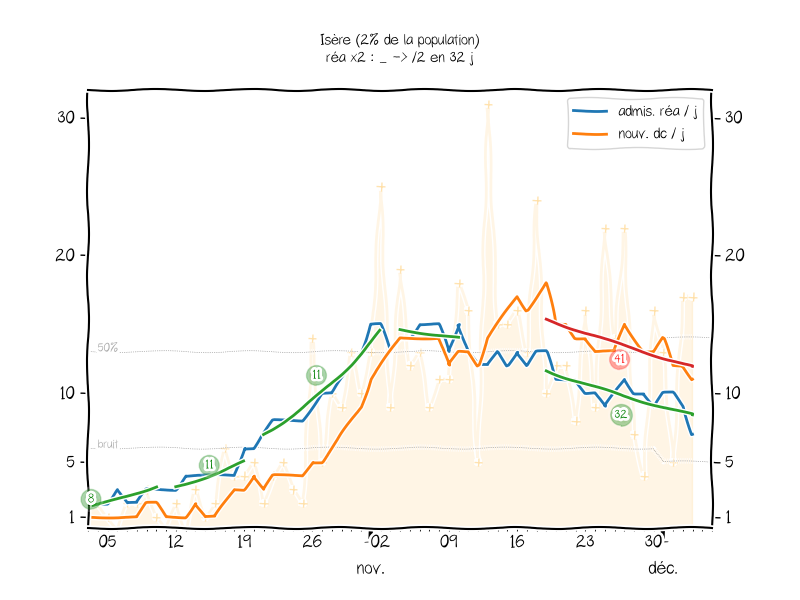 Isère (2% de la population)
réa x2 : _ -> /2 en 32 j
admis. réa / j
nouv. dc / j
30
30
20
20
10
10
5
5
1
1
50%
bruit
8
11
11
41
32
05 12 19 26 02 09 16 23 30
nov. déc.